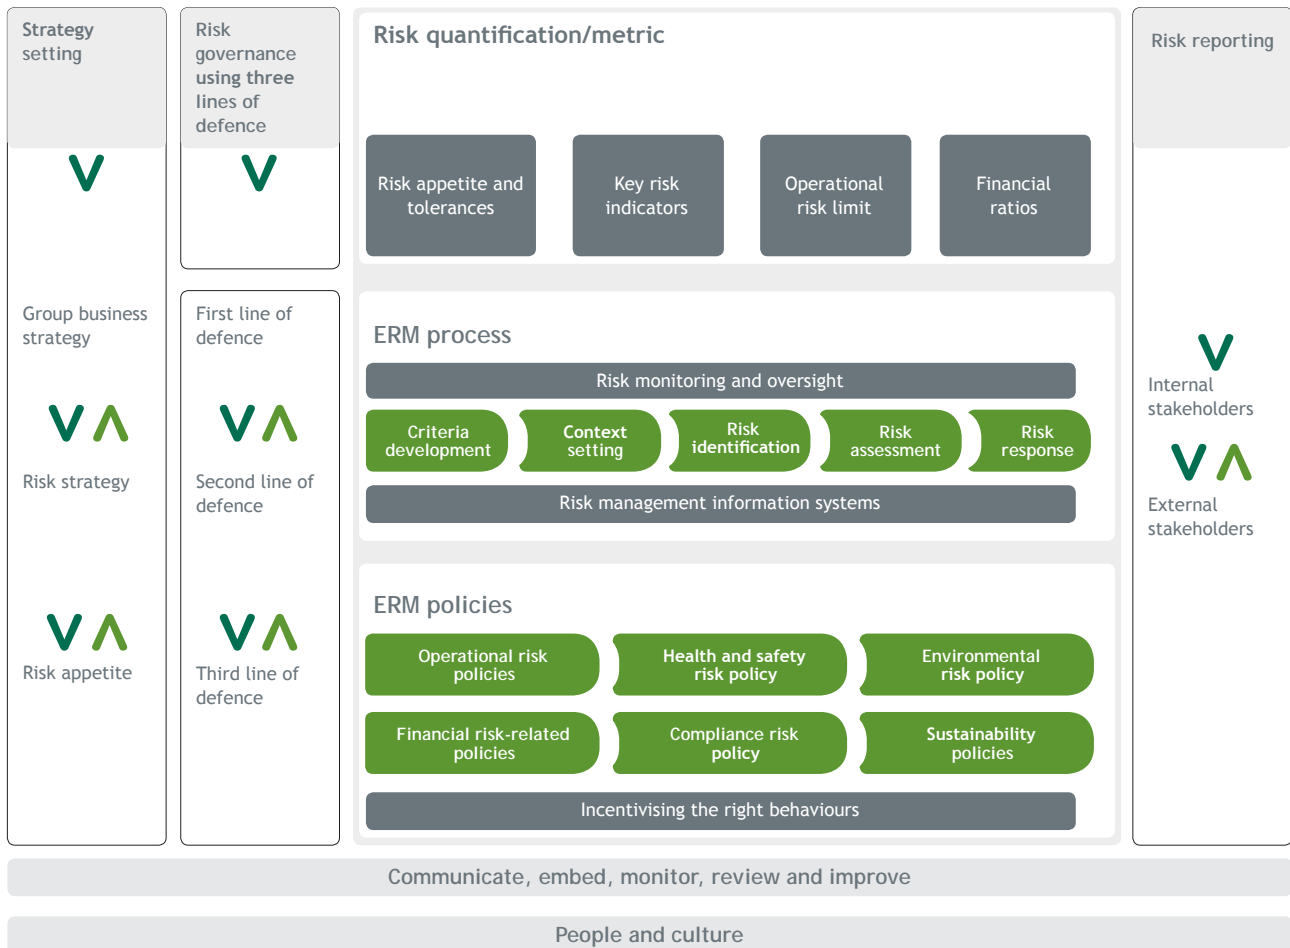 Strategy
setting
Group business
strategy
Risk strategy
Risk appetite
Risk
governance
using three
lines of
defence
First line of
defence
Second line of
defence
Third line of
defence
Risk quantification/metric
Risk appetite and
tolerances
Key risk
indicators
Operational
risk limit
Financial
ratios
ERM process
Risk monitoring and oversight
Criteria
development
Context
setting
Risk
identification
Risk
assessment
Risk
response
Risk management information systems
ERM policies
Operational risk
policies
Health and safety
risk policy
Environmental
risk policy
Financial risk-related
policies
Compliance risk
policy
Sustainability
policies
Incentivising the right behaviours
Risk reporting
Internal
stakeholders
External
stakeholders
Communicate, embed, monitor, review and improve
People and culture